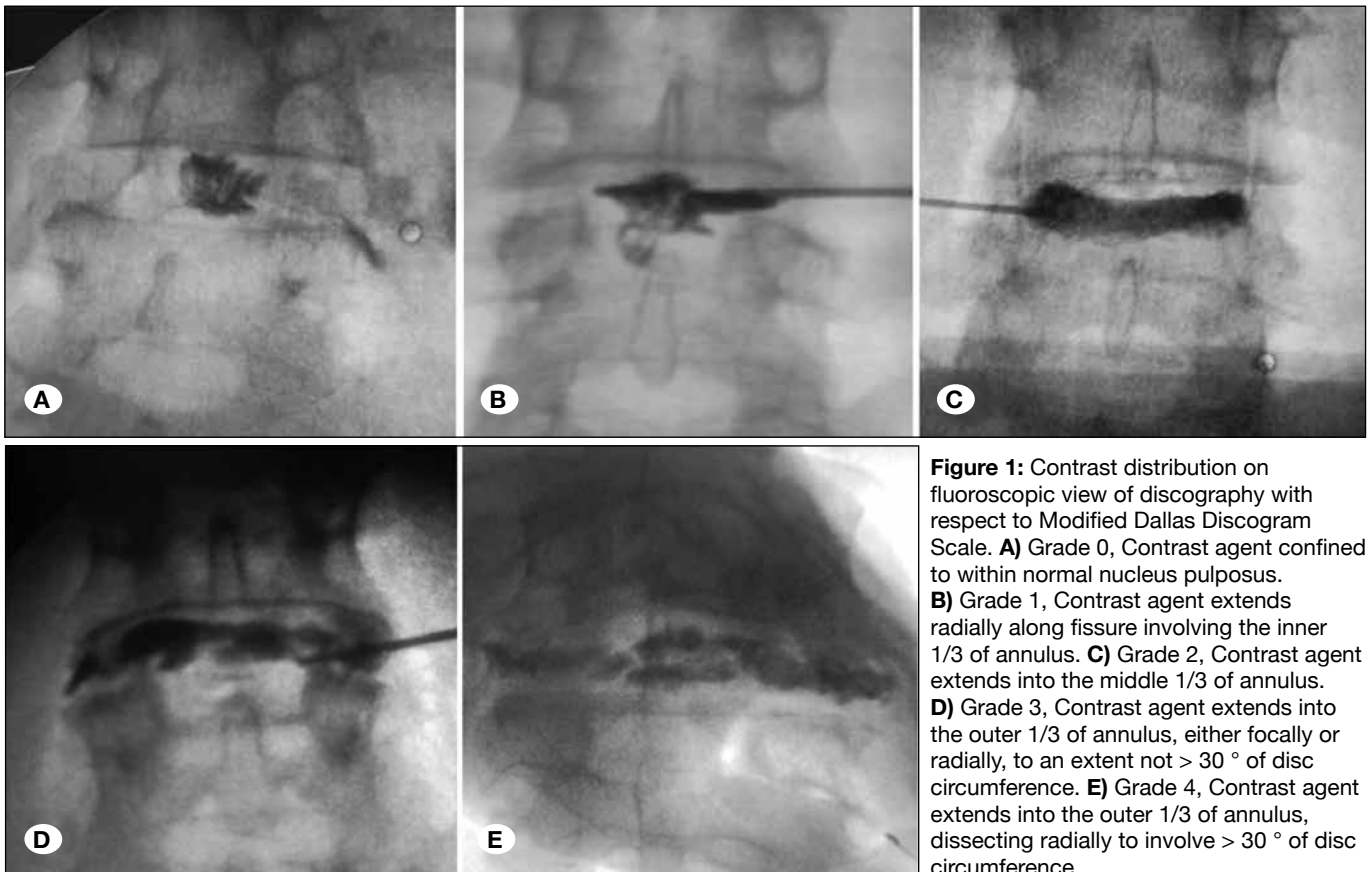 A
B
C
D
E
Figure 1: Contrast distribution on
fluoroscopic view of discography with
respect to Modified Dallas Discogram
Scale. A) Grade 0, Contrast agent confined
to within normal nucleus pulposus.
B) Grade 1, Contrast agent extends
radially along fissure involving the inner
1/3 of annulus. C) Grade 2, Contrast agent
extends into the middle 1/3 of annulus.
D) Grade 3, Contrast agent extends into
the outer 1/3 of annulus, either focally or
radially, to an extent not > 30 ° of disc
circumference. E) Grade 4, Contrast agent
extends into the outer 1/3 of annulus,
dissecting radially to involve > 30 ° of disc
circumference